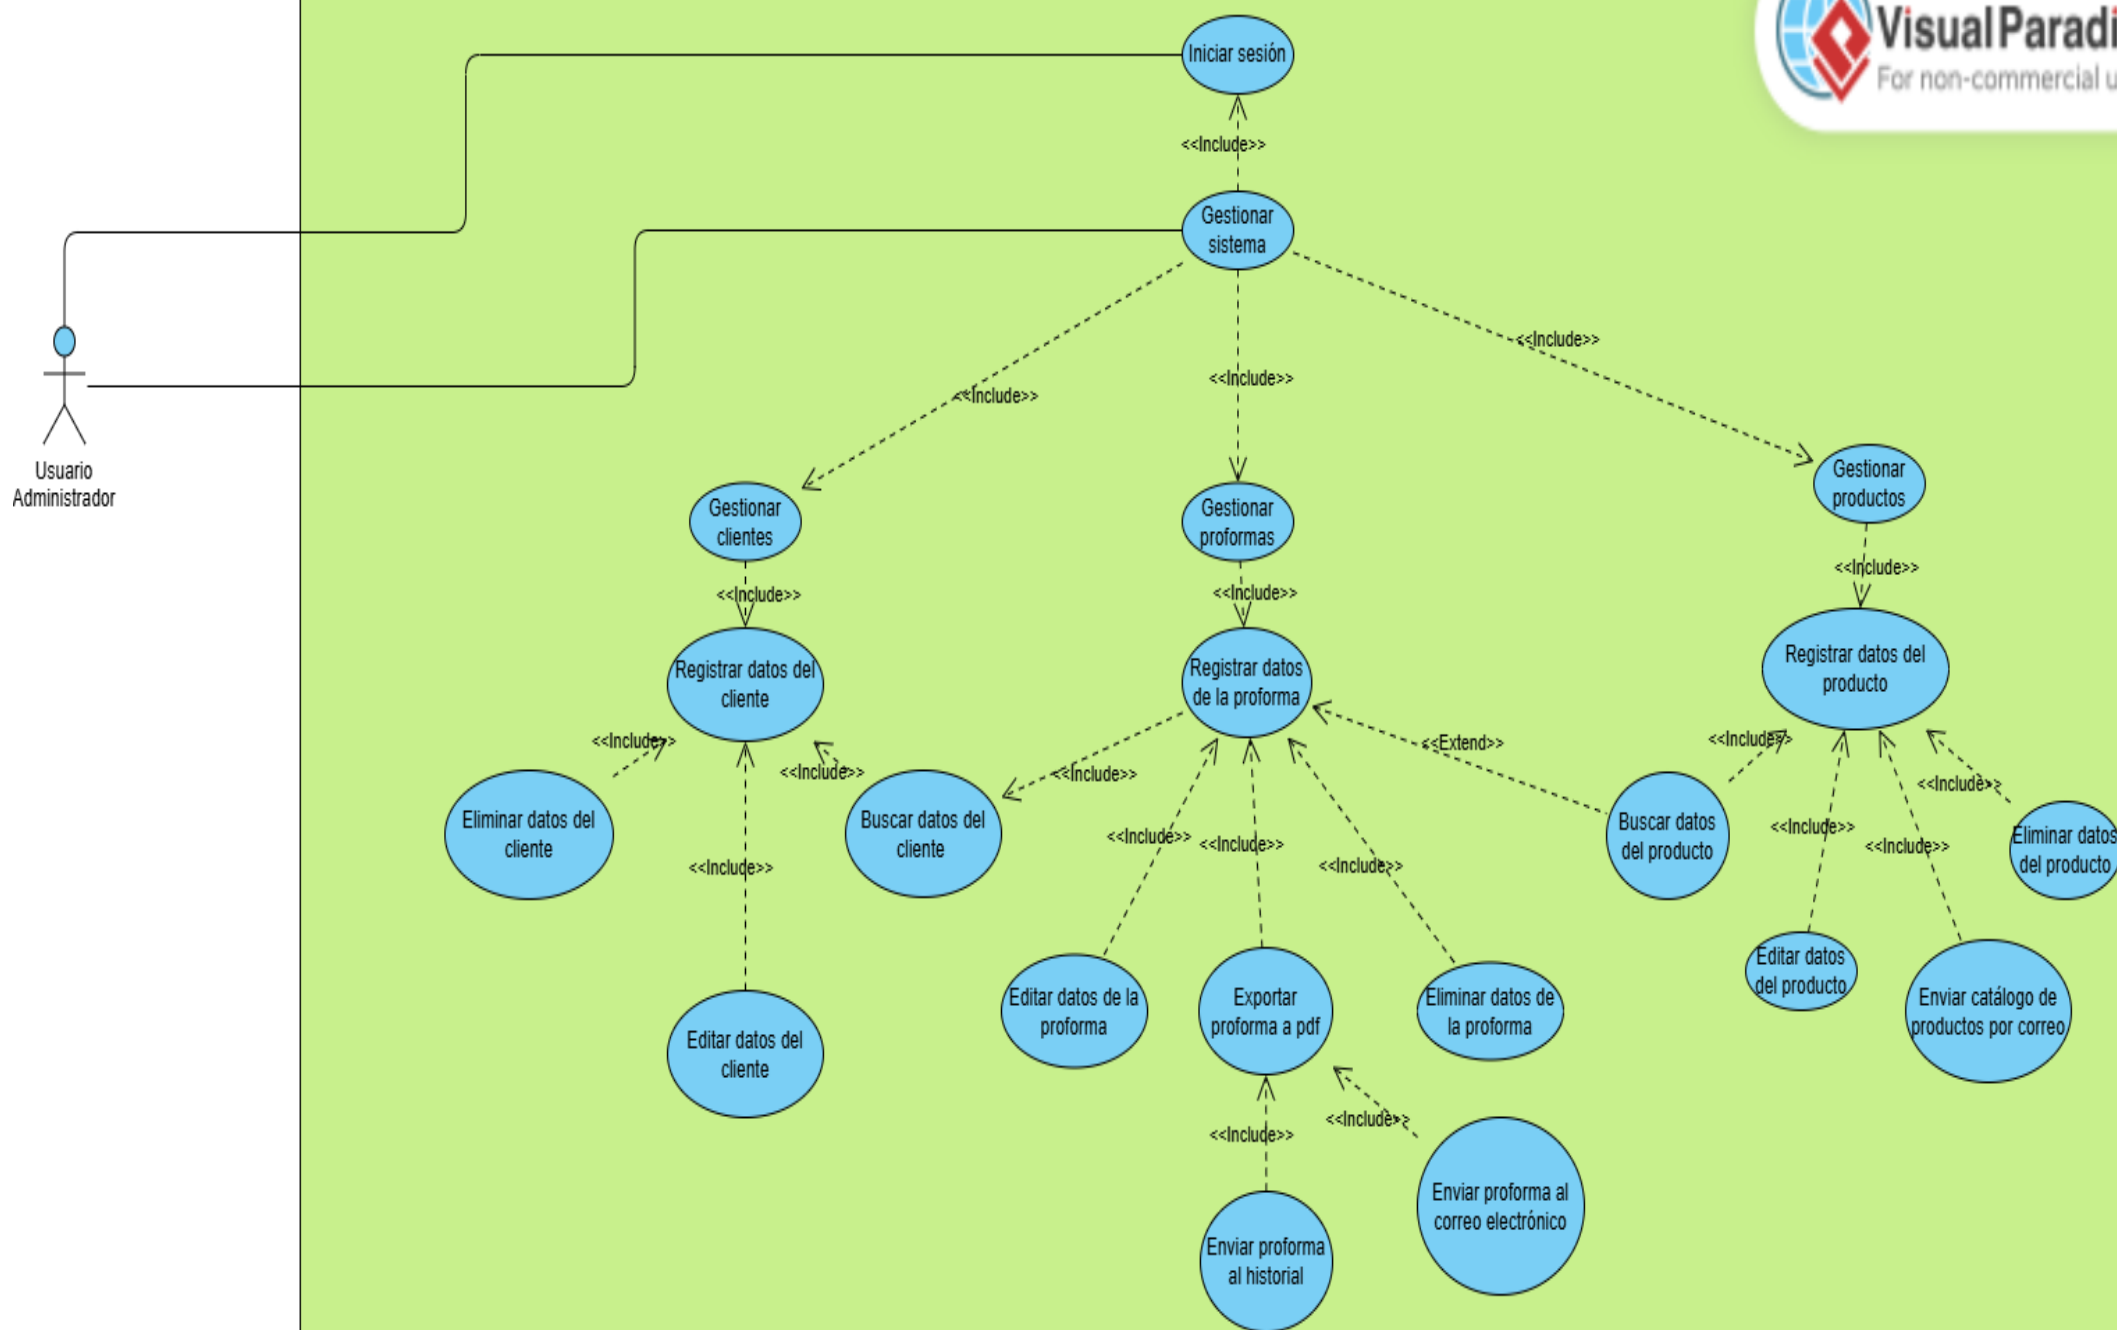 Visual Paradi
For non-commercial u
Iniciar sesión
<<Include>>
Gestionar
sistema
<<Include>>
<<Include>>
<<Include>>
Usuario
Administrador
Gestionar
clientes
Gestionar
proformas
Gestionar
productos
<<Include>>
<<Include>>
<<Include>>
Registrar datos del
cliente
Registrar datos
de la proforma
Registrar datos del
producto
<<Include>>
<<Include>>
<<Include>>
<<Include>>
<<Extend>>
<<Include>>
<<Include>>
Eliminar datos del
cliente
Buscar datos del
cliente
<<Include>>
<<Include>>
<<Include>>
Buscar datos
del producto
<<Include>>
<<Include>>
Eliminar datos
del producto
Editar datos del
cliente
Editar datos de la
proforma
Exportar
proforma a pdf
Eliminar datos de
la proforma
Editar datos
del producto
Enviar catálogo de
productos por correo
<<Include>>
<<Include>>
Enviar proforma
al historial
Enviar proforma al
correo electrónico